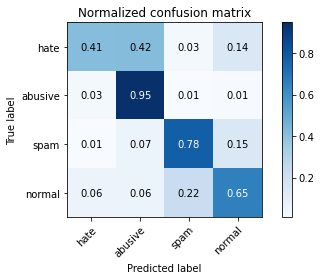 Normalized confusion matrix
True label
hate 0.41 0.42 0.03 0.14
abusive 0.03 0.95 0.01 0.01
spam 0.01 0.07 0.78 0.15
normal 0.06 0.06 0.22 0.65
hate abusive spam normal
Predicted label
0.8
0.6
0.4
0.2